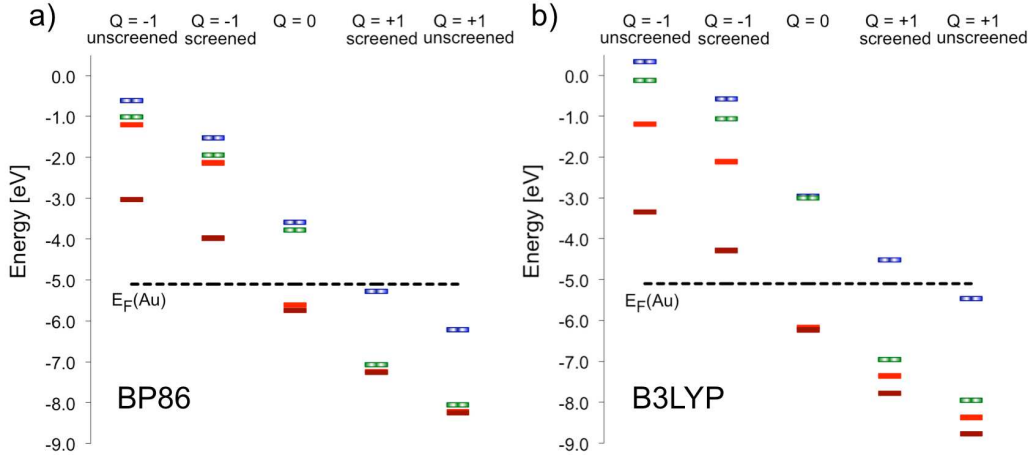 a)
Q = -1 Q = -1 Q = 0 Q = +1 Q = +1
unscreened screened screened unscreened
0.0
-1.0
-2.0
-3.0
-4.0
-5.0
-6.0
-7.0
-8.0
-9.0
Energy [eV]
EF(Au)
BP86
b)
Q = -1 Q = -1 Q = 0 Q = +1 Q = +1
unscreened screened screened unscreened
0.0
-1.0
-2.0
-3.0
-4.0
-5.0
-6.0
-7.0
-8.0
-9.0
Energy [eV]
EF(Au)
B3LYP